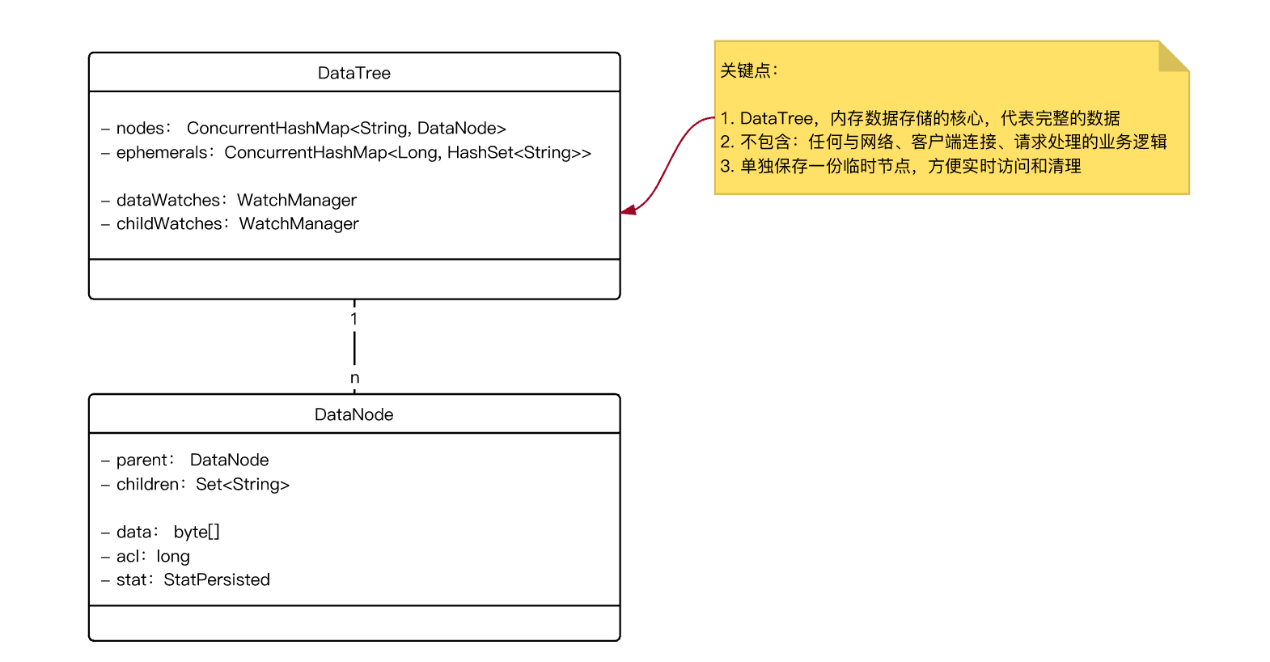 DataTree
– nodes： ConcurrentHashMap<String, DataNode>
– ephemerals：ConcurrentHashMap<Long, HashSet<String>>
– dataWatches：WatchManager
– childWatches：WatchManager
关键点：
1. DataTree，内存数据存储的核心，代表完整的数据
2. 不包含：任何与网络、客户端连接、请求处理的业务逻辑
3. 单独保存一份临时节点，方便实时访问和清理
1
n
DataNode
– parent： DataNode
– children：Set<String>
– data： byte[]
– acl：long
– stat：StatPersisted